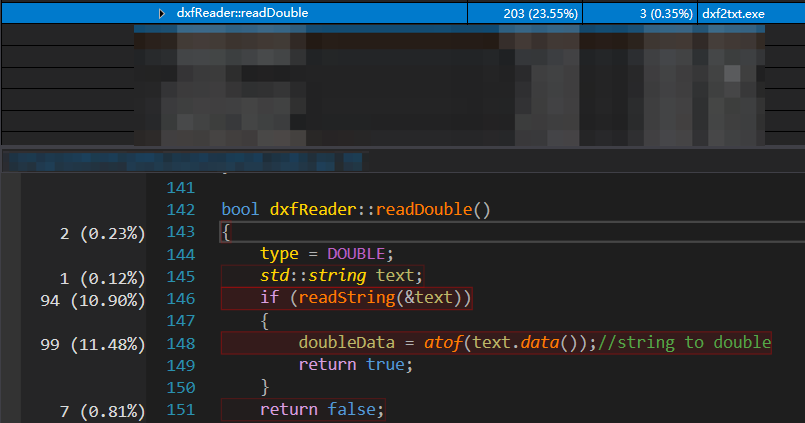 dxfReader::readDouble 203 (23.55%) 3 (0.35%) dxf2txt.exe
141
142 bool dxfReader::readDouble()
2 (0.23%) 143 {
144 type = DOUBLE;
1 (0.12%) 145 std::string text;
94 (10.90%) 146 if (readString(&text))
147 {
99 (11.48%) 148 doubleData = atof(text.data());//string to double
149 return true;
150 }
7 (0.81%) 151 return false;